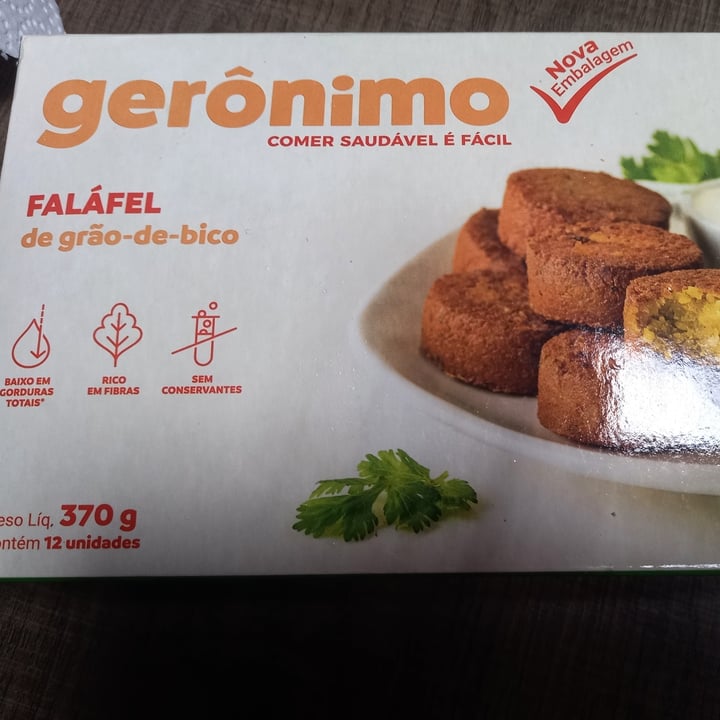 gerônimo
COMER SAUDÁVEL É FÁCIL
Nova
Embalagem
FALÁFEL
de grão-de-bico
BAIXO EM
GORDURAS
TOTAIS*
RICO
EM FIBRAS
SEM
CONSERVANTES
eso Líq. 370 g
ontém 12 unidades